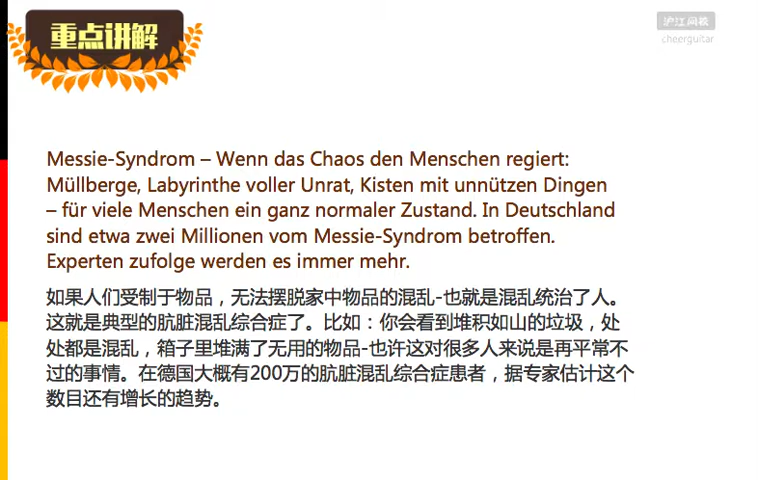 重点讲解
沪江网校
cheerguitar
Messie-Syndrom – Wenn das Chaos den Menschen regiert:
Müllberge, Labyrinthe voller Unrat, Kisten mit unnützen Dingen
– für viele Menschen ein ganz normaler Zustand. In Deutschland
sind etwa zwei Millionen vom Messie-Syndrom betroffen.
Experten zufolge werden es immer mehr.
如果人们受制于物品，无法摆脱家中物品的混乱-也就是混乱统治了人。
这就是典型的肮脏混乱综合症了。比如：你会看到堆积如山的垃圾，处
处都是混乱，箱子里堆满了无用的物品-也许这对很多人来说是再平常不
过的事情。在德国大概有200万的肮脏混乱综合症患者，据专家估计这个
数目还有增长的趋势。